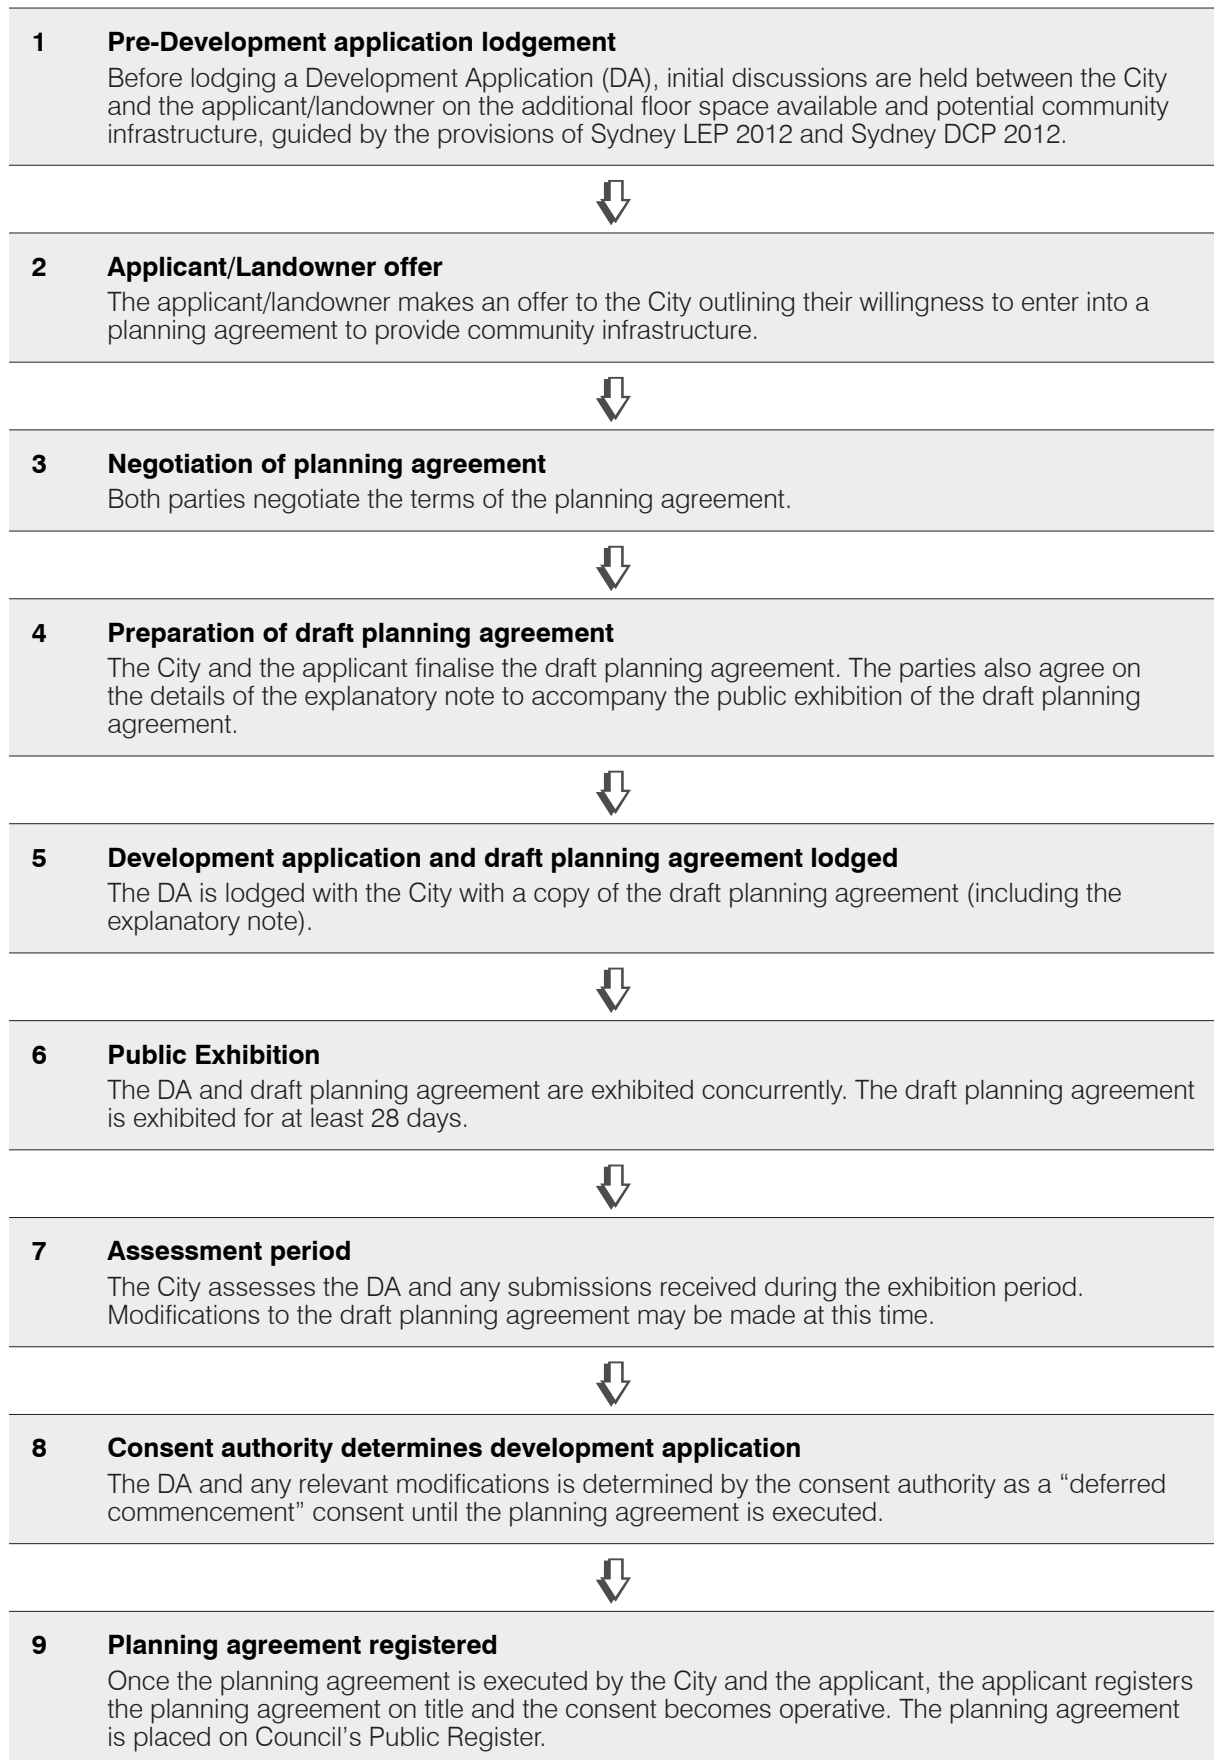 1 Pre-Development application lodgement
Before lodging a Development Application (DA), initial discussions are held between the City
and the applicant/landowner on the additional floor space available and potential community
infrastructure, guided by the provisions of Sydney LEP 2012 and Sydney DCP 2012.
2 Applicant/Landowner offer
The applicant/landowner makes an offer to the City outlining their willingness to enter into a
planning agreement to provide community infrastructure.
3 Negotiation of planning agreement
Both parties negotiate the terms of the planning agreement.
4 Preparation of draft planning agreement
The City and the applicant finalise the draft planning agreement. The parties also agree on
the details of the explanatory note to accompany the public exhibition of the draft planning
agreement.
5 Development application and draft planning agreement lodged
The DA is lodged with the City with a copy of the draft planning agreement (including the
explanatory note).
6 Public Exhibition
The DA and draft planning agreement are exhibited concurrently. The draft planning agreement
is exhibited for at least 28 days.
7 Assessment period
The City assesses the DA and any submissions received during the exhibition period.
Modifications to the draft planning agreement may be made at this time.
8 Consent authority determines development application
The DA and any relevant modifications is determined by the consent authority as a “deferred
commencement” consent until the planning agreement is executed.
9 Planning agreement registered
Once the planning agreement is executed by the City and the applicant, the applicant registers
the planning agreement on title and the consent becomes operative. The planning agreement
is placed on Council’s Public Register.